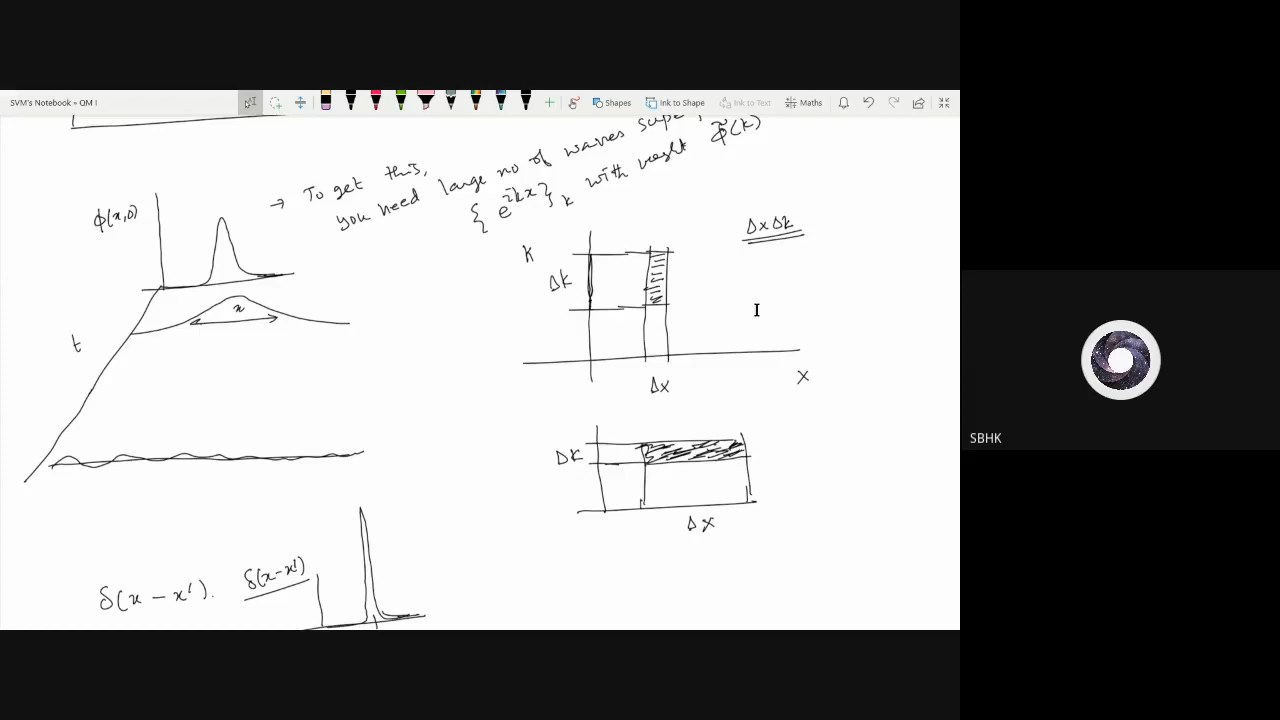 SVM's Notebook » QM I
Shapes
Ink to Shape
Ink to Text
Maths
→ To get this,
you need large no of waves
{e^{ikx}}_k with weight φ̃(k)
φ(x,0)
x
t
k
Δk
Δx
x
ΔxΔk
Δk
Δx
δ(x-x'). δ(x-x')
SBHK